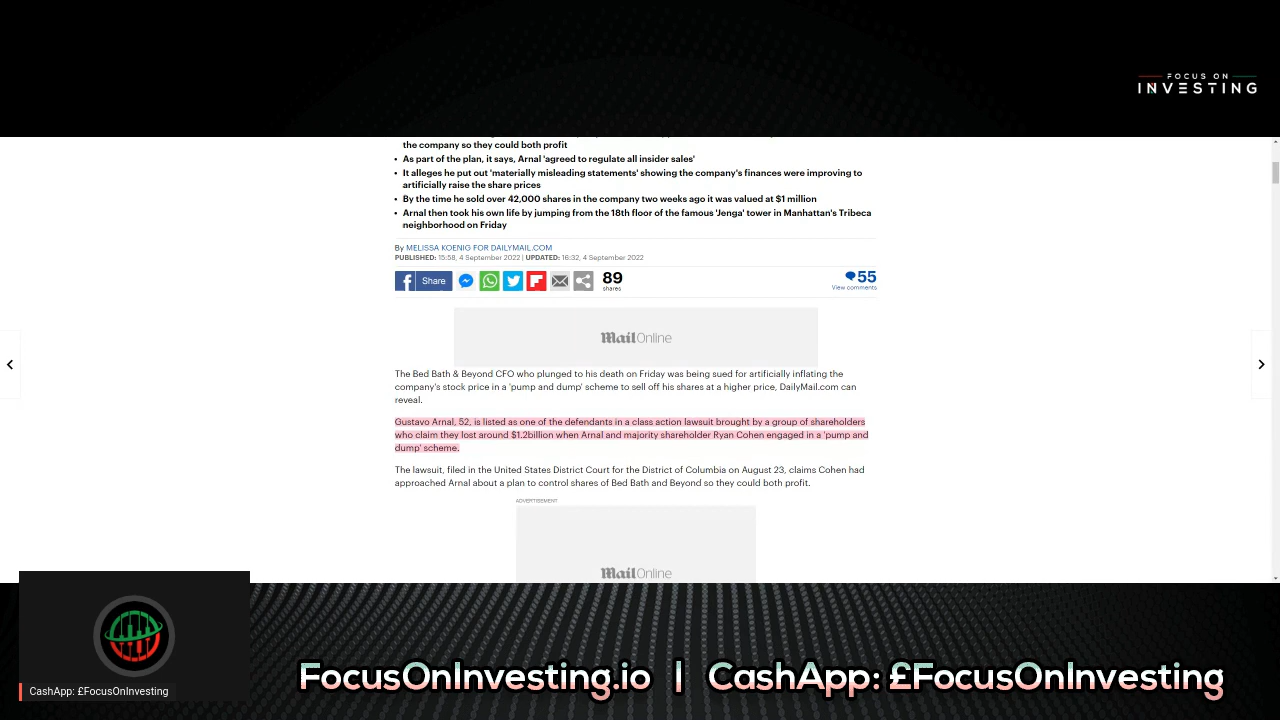 FOCUS ON
INVESTING
the company so they could both profit
• As part of the plan, it says, Arnal 'agreed to regulate all insider sales'
• It alleges he put out 'materially misleading statements' showing the company's finances were improving to
artificially raise the share prices
• By the time he sold over 42,000 shares in the company two weeks ago it was valued at $1 million
• Arnal then took his own life by jumping from the 18th floor of the famous 'Jenga' tower in Manhattan's Tribeca
neighborhood on Friday
By MELISSA KOENIG FOR DAILYMAIL.COM
PUBLISHED: 15:58, 4 September 2022 | UPDATED: 16:32, 4 September 2022
Share
89
shares
55
View comments
Mail Online
The Bed Bath & Beyond CFO who plunged to his death on Friday was being sued for artificially inflating the
company's stock price in a 'pump and dump' scheme to sell off his shares at a higher price, DailyMail.com can
reveal.
Gustavo Arnal, 52, is listed as one of the defendants in a class action lawsuit brought by a group of shareholders
who claim they lost around $1.2billion when Arnal and majority shareholder Ryan Cohen engaged in a 'pump and
dump' scheme.
The lawsuit, filed in the United States District Court for the District of Columbia on August 23, claims Cohen had
approached Arnal about a plan to control shares of Bed Bath and Beyond so they could both profit.
ADVERTISEMENT
Mail Online
CashApp: £FocusOnInvesting
FocusOnInvesting.io | CashApp: £FocusOnInvesting